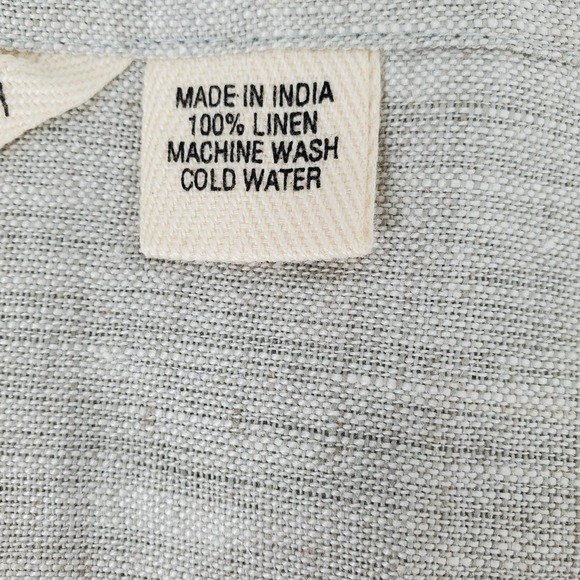 MADE IN INDIA
100% LINEN
MACHINE WASH
COLD WATER